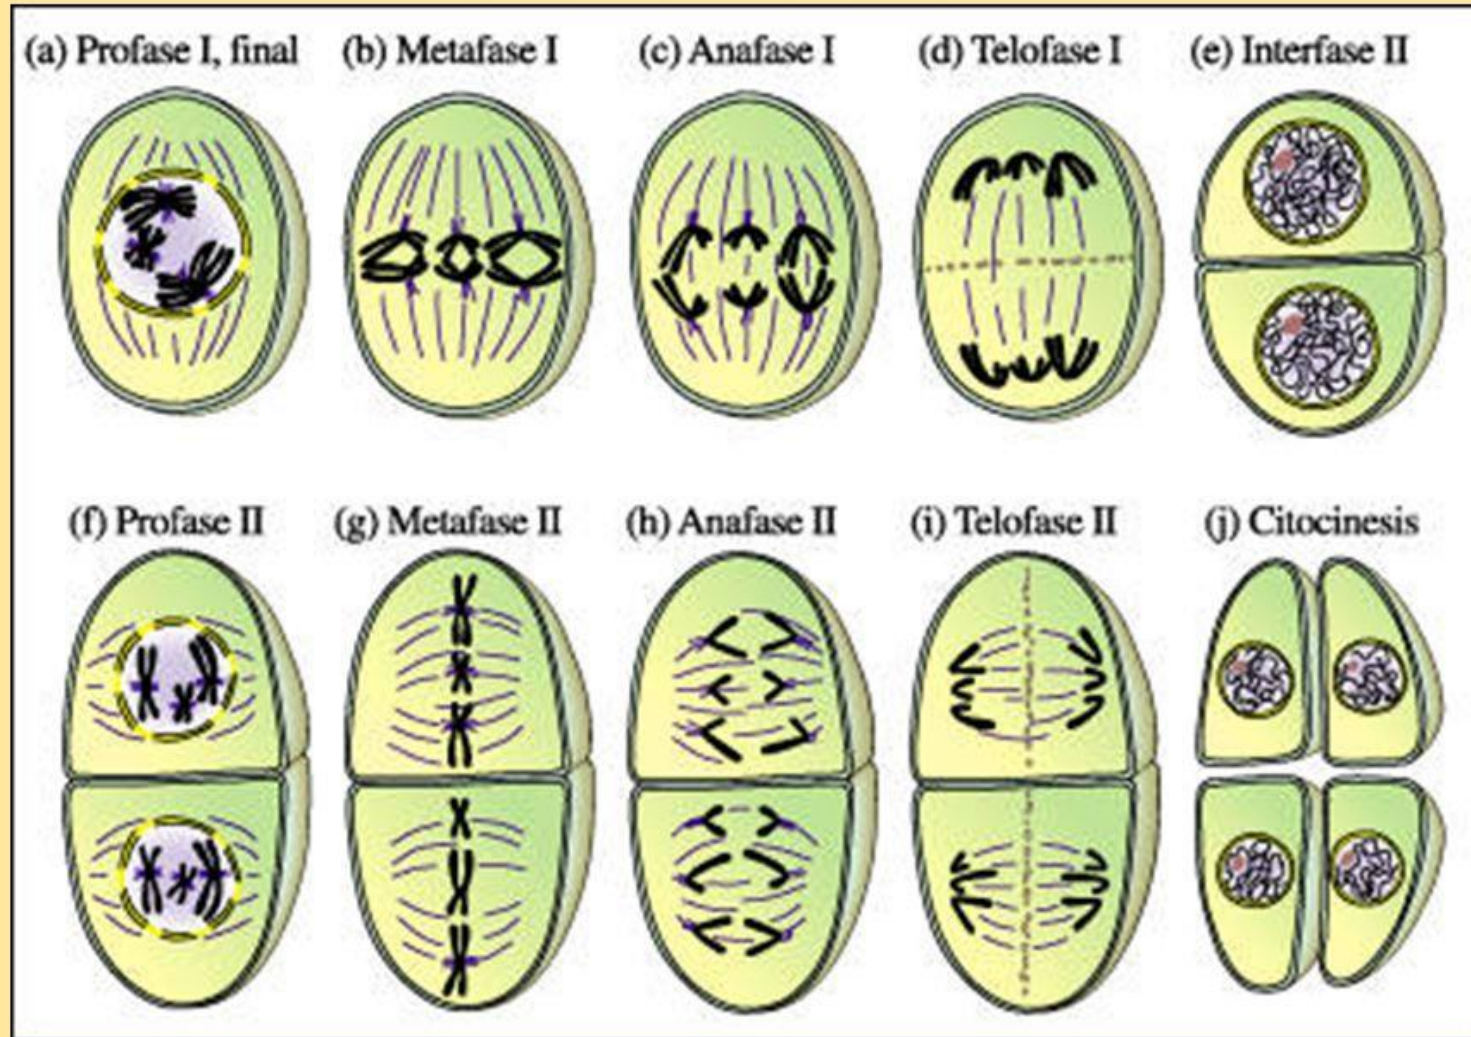 (a) Profase I, final
(b) Metafase I
(c) Anafase I
(d) Telofase I
(e) Interfase II
(f) Profase II
(g) Metafase II
(h) Anafase II
(i) Telofase II
(j) Citocinesis